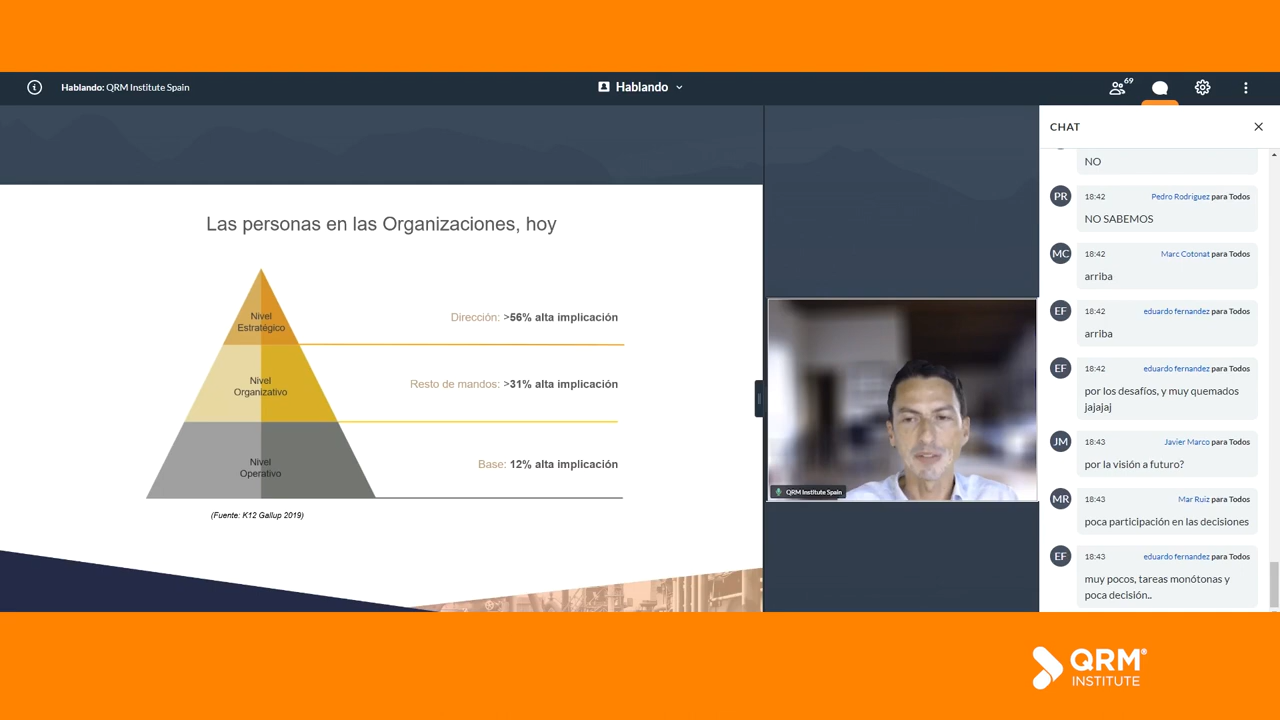 Hablando: QRM Institute Spain
Hablando
69
Las personas en las Organizaciones, hoy
Nivel
Estratégico
Dirección: >56% alta implicación
Nivel
Organizativo
Resto de mandos: >31% alta implicación
Nivel
Operativo
Base: 12% alta implicación
(Fuente: K12 Gallup 2019)
QRM Institute Spain
CHAT
NO
PR
18:42 Pedro Rodriguez para Todos
NO SABEMOS
MC
18:42 Marc Cotonat para Todos
arriba
EF
18:42 eduardo fernandez para Todos
arriba
EF
18:42 eduardo fernandez para Todos
por los desafíos, y muy quemados
jajajaj
JM
18:43 Javier Marco para Todos
por la visión a futuro?
MR
18:43 Mar Ruiz para Todos
poca participación en las decisiones
EF
18:43 eduardo fernandez para Todos
muy pocos, tareas monótonas y
poca decisión..
QRM®
INSTITUTE